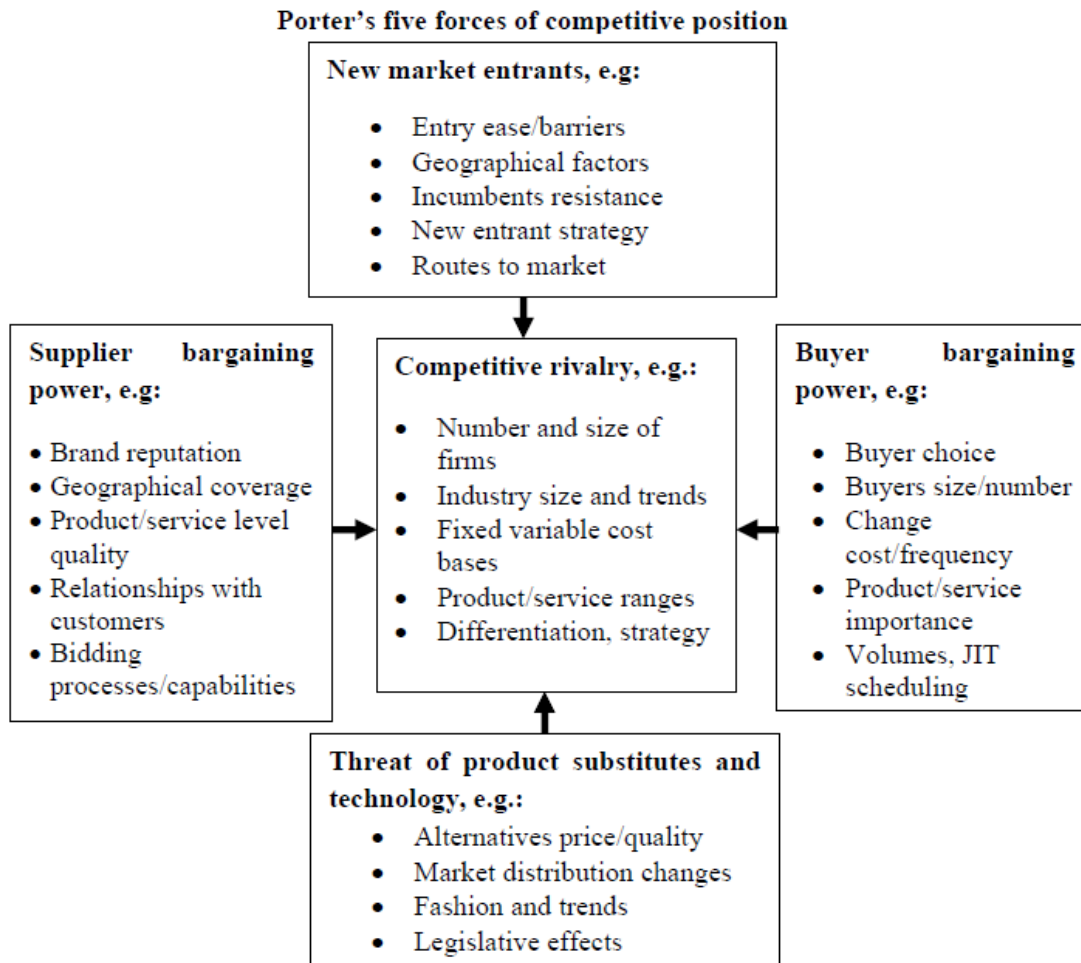 Porter’s five forces of competitive position
New market entrants, e.g:
• Entry ease/barriers
• Geographical factors
• Incumbents resistance
• New entrant strategy
• Routes to market
Supplier bargaining
power, e.g:
• Brand reputation
• Geographical coverage
• Product/service level
quality
• Relationships with
customers
• Bidding
processes/capabilities
Competitive rivalry, e.g.:
• Number and size of
firms
• Industry size and trends
• Fixed variable cost
bases
• Product/service ranges
• Differentiation, strategy
Buyer bargaining
power, e.g:
• Buyer choice
• Buyers size/number
• Change
cost/frequency
• Product/service
importance
• Volumes, JIT
scheduling
Threat of product substitutes and
technology, e.g.:
• Alternatives price/quality
• Market distribution changes
• Fashion and trends
• Legislative effects